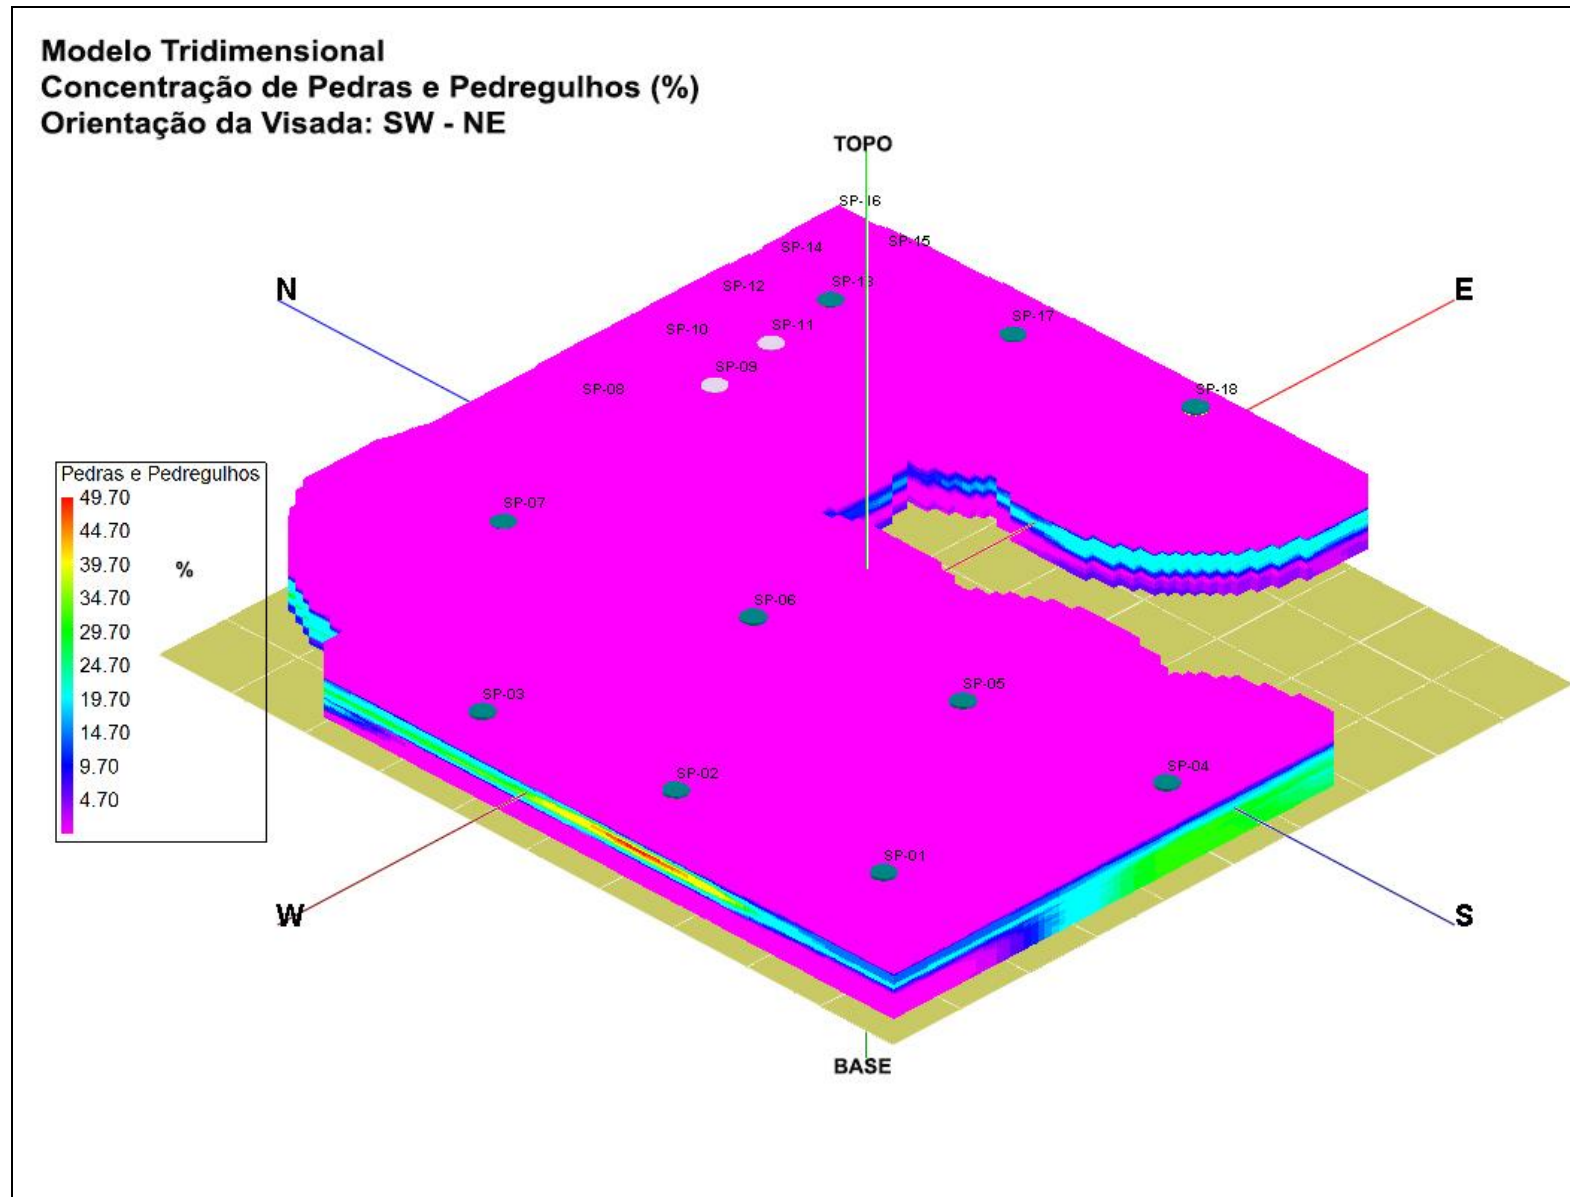 Modelo Tridimensional
Concentração de Pedras e Pedregulhos (%)
Orientação da Visada: SW - NE
TOPO
SP-16
SP-15
SP-14
SP-13
SP-12
N
E
SP-17
SP-11
SP-10
SP-09
SP-08
SP-18
Pedras e Pedregulhos
49.70
44.70
39.70
34.70
29.70
24.70
19.70
14.70
9.70
4.70
%
SP-07
SP-06
SP-05
SP-03
SP-02
SP-04
SP-01
W
S
BASE